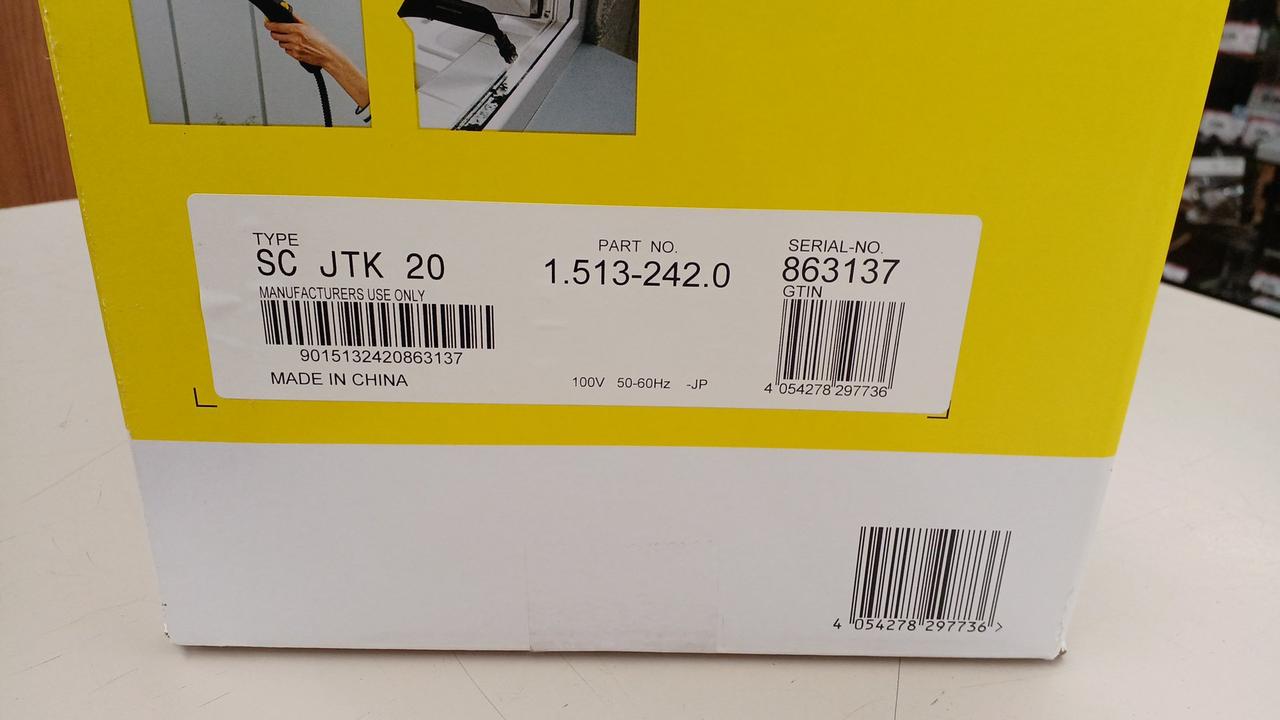 TYPE
SC JTK 20
MANUFACTURERS USE ONLY
9015132420863137
MADE IN CHINA
PART NO.
1.513-242.0
100V 50-60Hz -JP
SERIAL-NO.
863137
GTIN
4 054278 297736
4 054278 297736 >